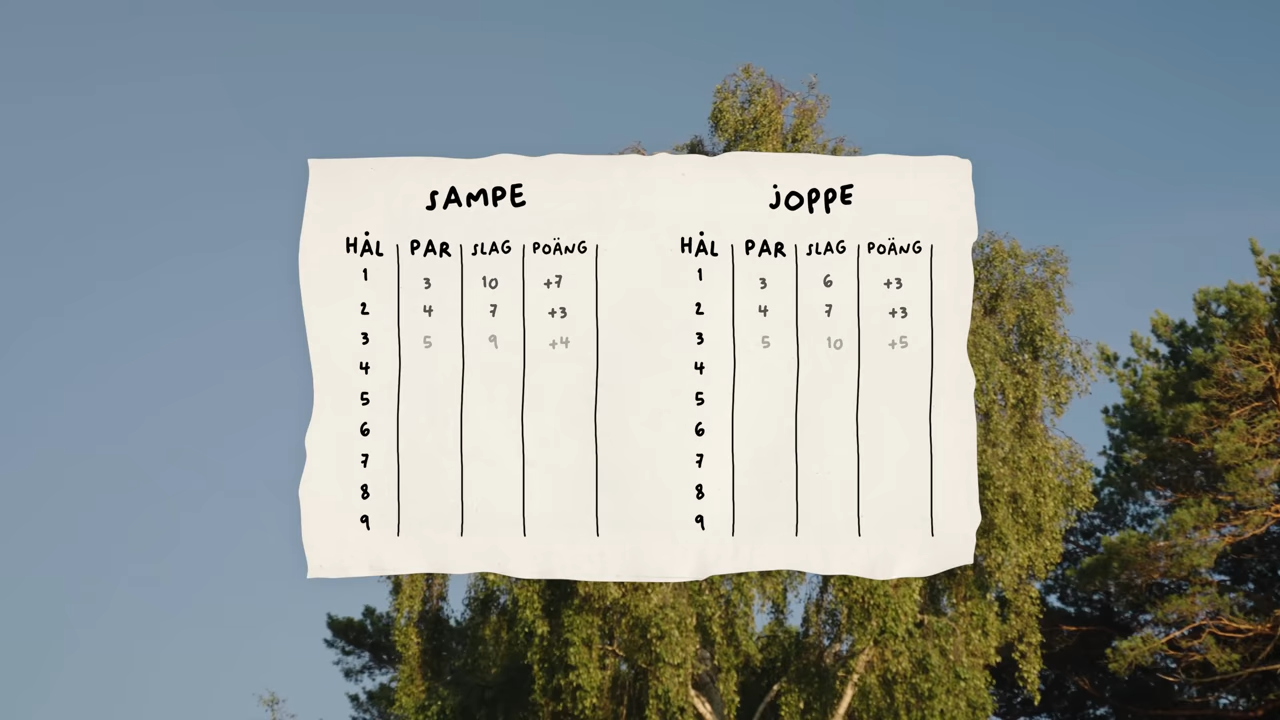 SAMPE
HÅL PAR SLAG POÄNG
1 3 10 +7
2 4 7 +3
3 5 9 +4
4
5
6
7
8
9
JOPPE
HÅL PAR SLAG POÄNG
1 3 6 +3
2 4 7 +3
3 5 10 +5
4
5
6
7
8
9